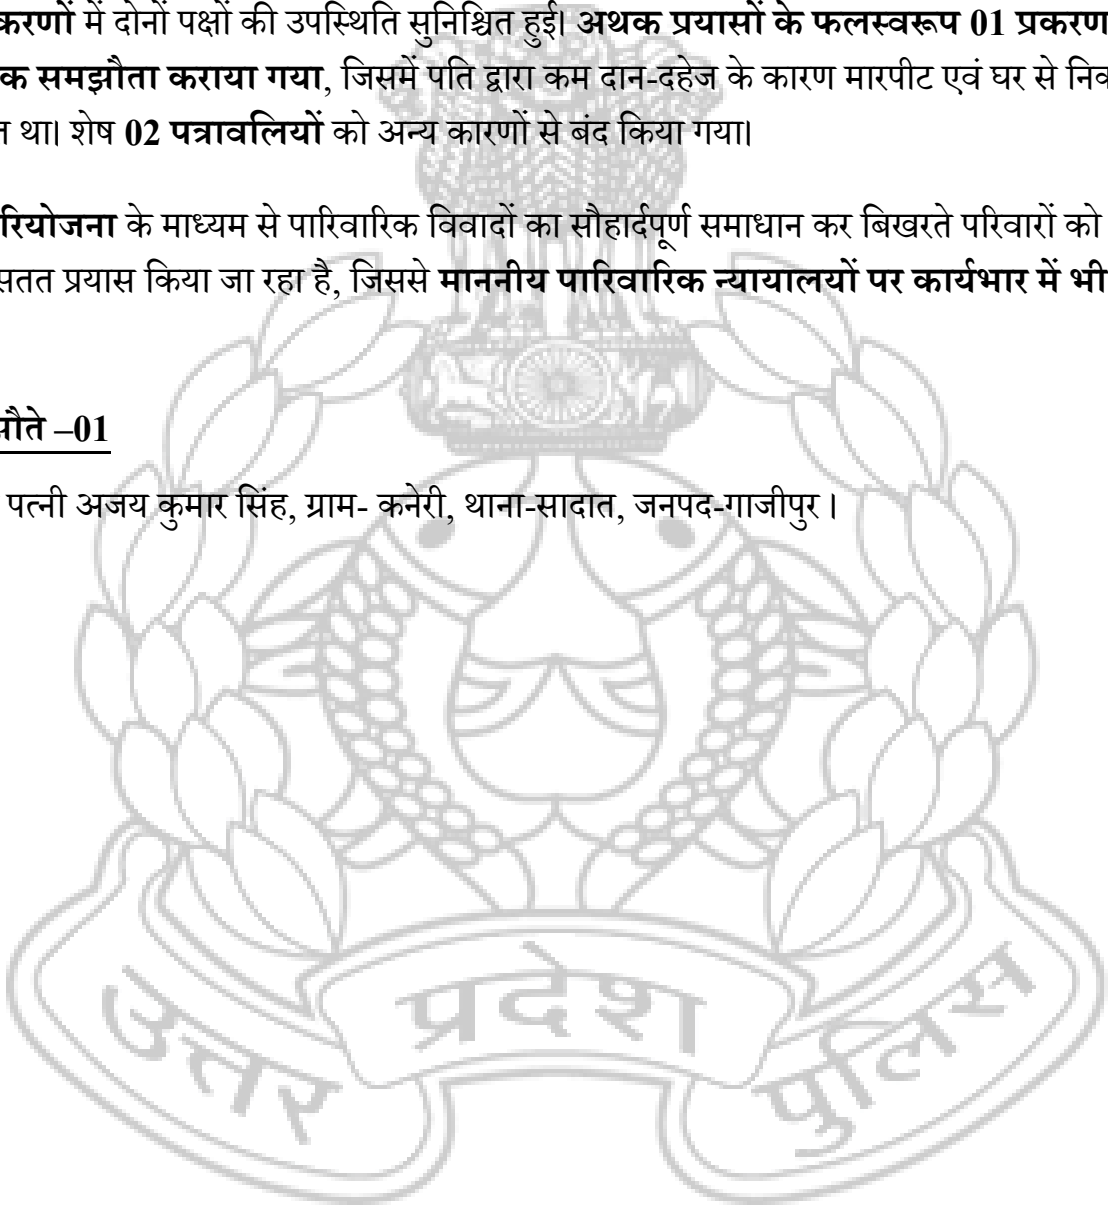 करणों में दोनों पक्षों की उपस्थिति सुनिश्चित हुई। अथक प्रयासों के फलस्वरूप 01 प्रकरण
क समझौता कराया गया, जिसमें पति द्वारा कम दान-दहेज के कारण मारपीट एवं घर से निक
था। शेष 02 पत्रावलियों को अन्य कारणों से बंद किया गया।
रियोजना के माध्यम से पारिवारिक विवादों का सौहार्दपूर्ण समाधान कर बिखरते परिवारों को
सतत प्रयास किया जा रहा है, जिससे माननीय पारिवारिक न्यायालयों पर कार्यभार में भी
झौते –01
पत्नी अजय कुमार सिंह, ग्राम- कनेरी, थाना-सादात, जनपद-गाजीपुर ।
उत्तर प्रदेश पुलिस